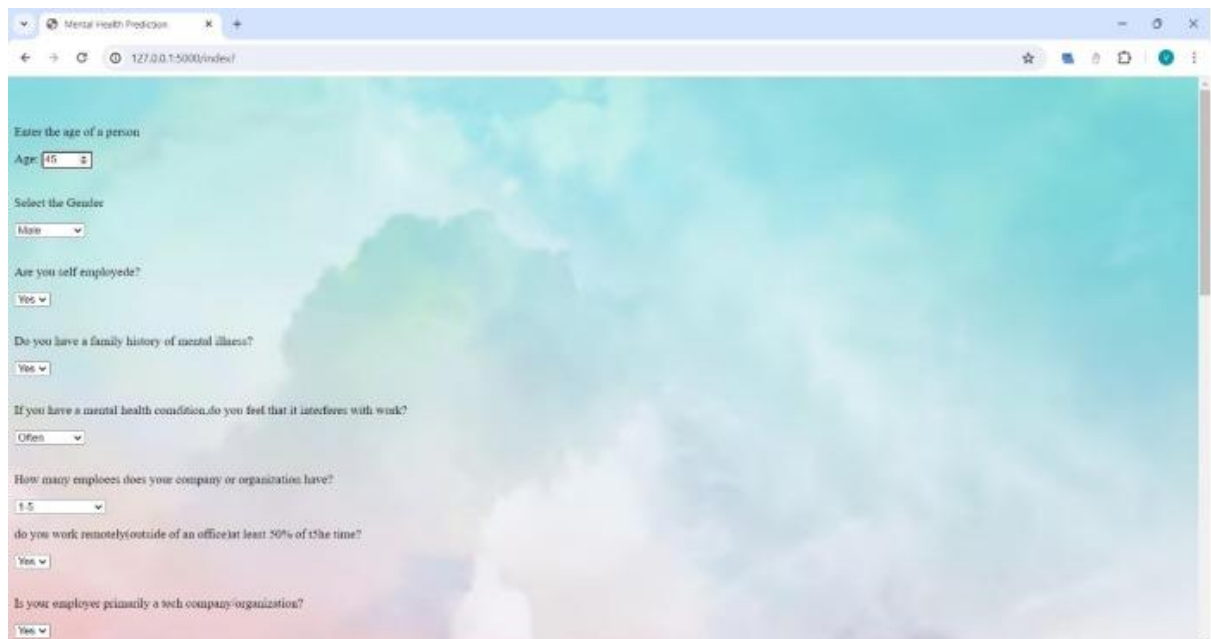 Mental Health Prediction
127.0.0.1:5000/index?
V
Enter the age of a person
Age: 45
Select the Gender
Male
Are you self employede?
Yes
Do you have a family history of mental illness?
Yes
If you have a mental health condition,do you feel that it interferes with work?
Often
How many emploees does your company or organization have?
1-5
do you work remotely(outside of an office)at least 50% of t5he time?
Yes
Is your employer primarily a tech company/organization?
Yes